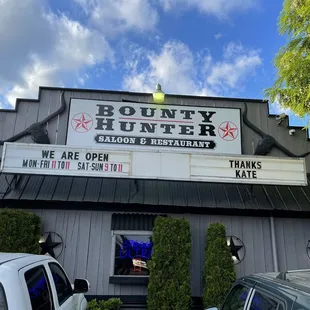 BOUNTY
HUNTER
SALOON & RESTAURANT
WE ARE OPEN
MON-FRI 11 TO 11 SAT-SUN 9 TO 11
THANKS
KATE